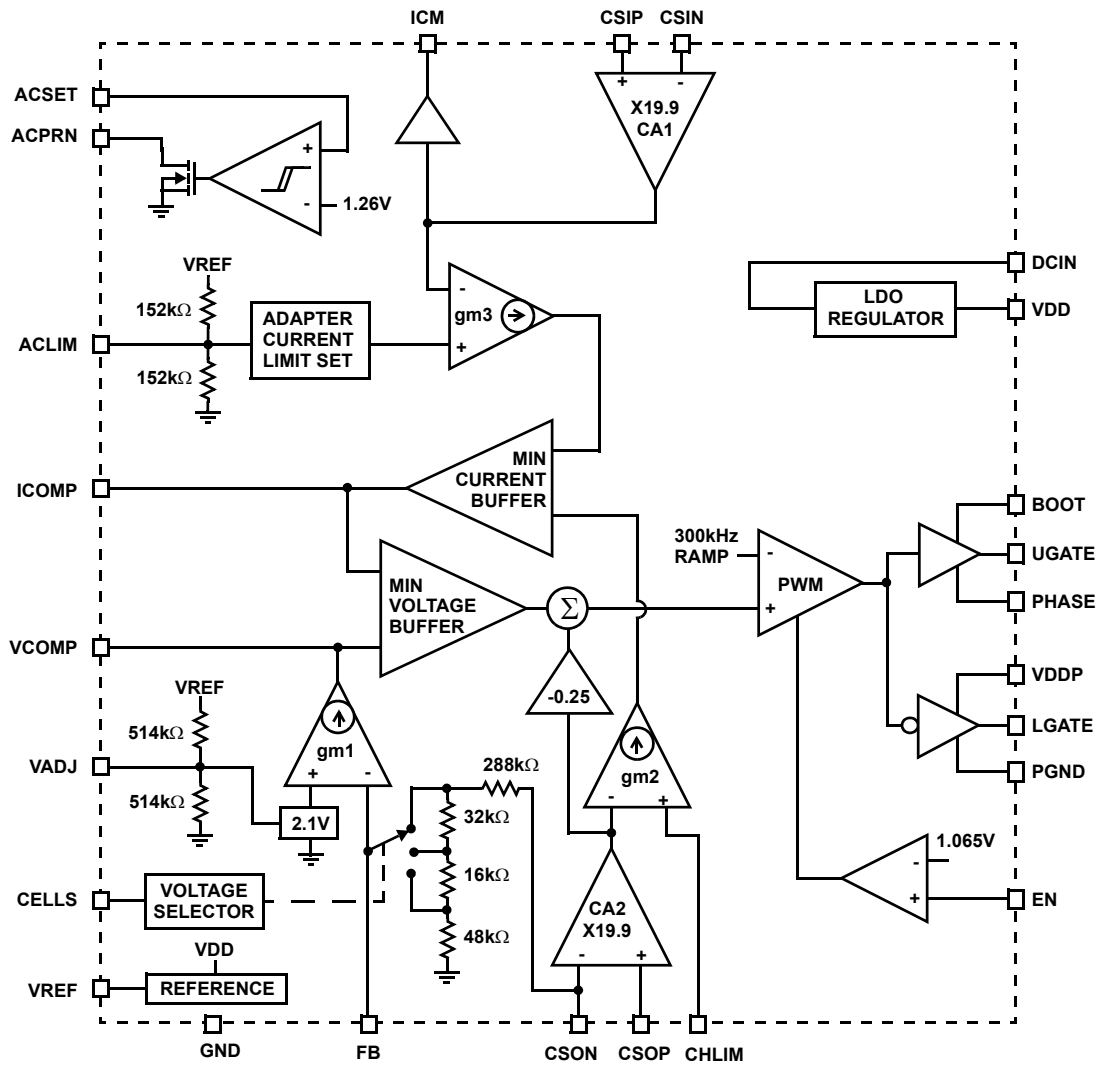 ICM
CSIP
CSIN
ACSET
ACPRN
+
-
X19.9
CA1
+
-
1.26V
VREF
152kΩ
152kΩ
ACLIM
ADAPTER
CURRENT
LIMIT SET
-
gm3
+
DCIN
VDD
LDO
REGULATOR
MIN
CURRENT
BUFFER
ICOMP
MIN
VOLTAGE
BUFFER
VCOMP
Σ
300kHz
RAMP
-
PWM
+
BOOT
UGATE
PHASE
VDDP
LGATE
PGND
VREF
514kΩ
514kΩ
VADJ
gm1
+
-
2.1V
-0.25
gm2
-
+
288kΩ
32kΩ
16kΩ
48kΩ
CELLS
VOLTAGE
SELECTOR
CA2
X19.9
-
+
1.065V
-
+
EN
VDD
VREF
REFERENCE
GND
FB
CSON
CSOP
CHLIM